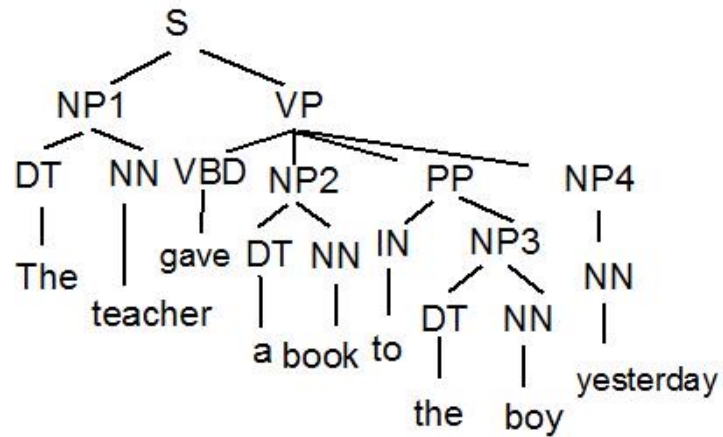 S
NP1 VP
DT NN VBD NP2 PP NP4
The teacher gave DT NN IN NP3 NN
a book to DT NN yesterday
the boy